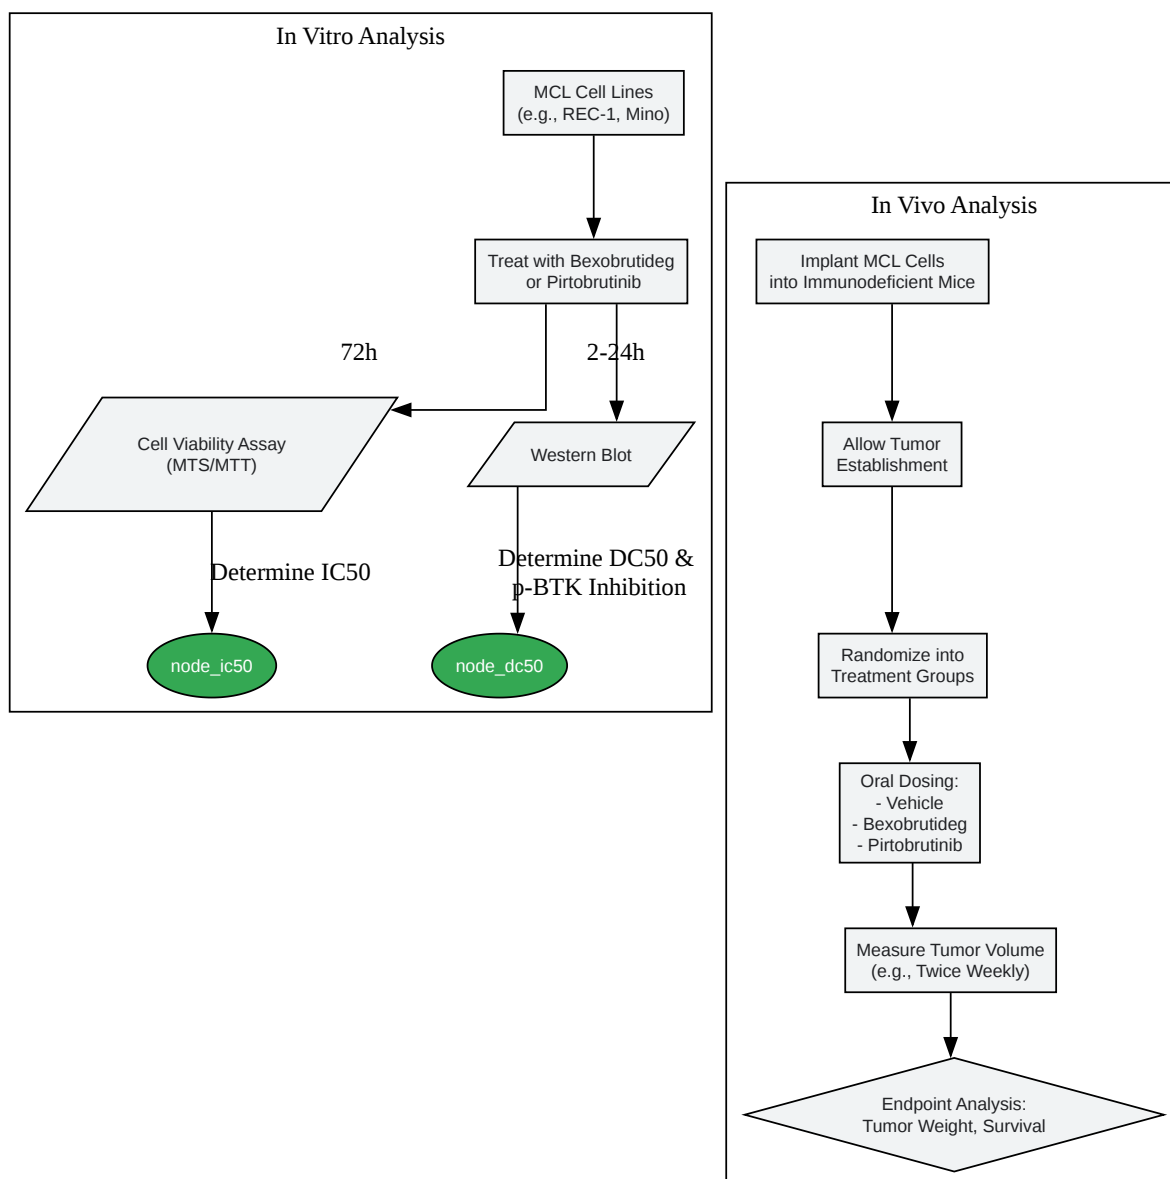 In Vitro Analysis
MCL Cell Lines
(e.g., REC-1, Mino)
Treat with Bexobrutideg
or Pirtobrutinib
72h
2-24h
Cell Viability Assay
(MTS/MTT)
Western Blot
Determine IC50
Determine DC50 &
p-BTK Inhibition
node_ic50
node_dc50
In Vivo Analysis
Implant MCL Cells
into Immunodeficient Mice
Allow Tumor
Establishment
Randomize into
Treatment Groups
Oral Dosing:
- Vehicle
- Bexobrutideg
- Pirtobrutinib
Measure Tumor Volume
(e.g., Twice Weekly)
Endpoint Analysis:
Tumor Weight, Survival